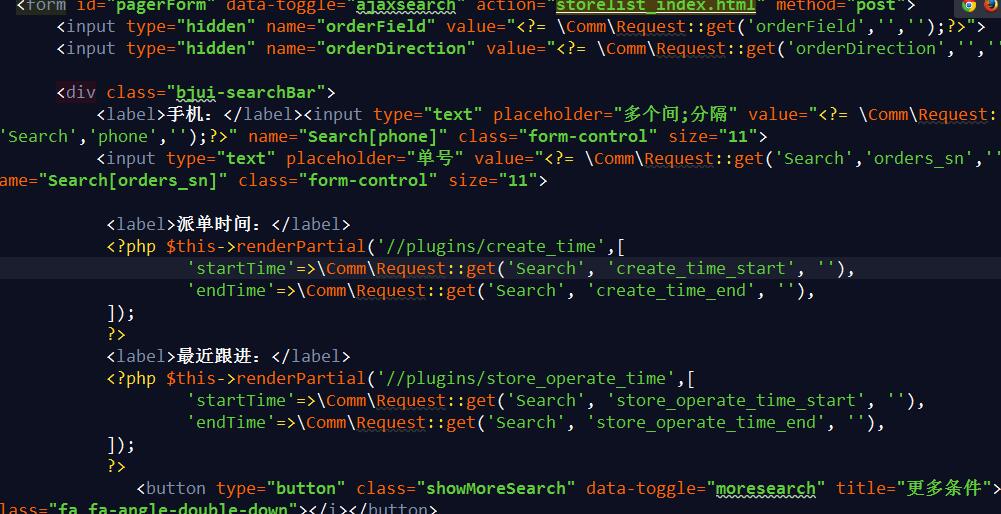 <form id="pagerForm" data-toggle="ajaxsearch" action="storelist_index.html" method="post">
<input type="hidden" name="orderField" value="<?= \Comm\Request::get('orderField','','');?>">
<input type="hidden" name="orderDirection" value="<?= \Comm\Request::get('orderDirection','',''
<div class="bjui-searchBar">
<label>手机：</label><input type="text" placeholder="多个间;分隔" value="<?= \Comm\Request:
'Search','phone','');?>" name="Search[phone]" class="form-control" size="11">
<input type="text" placeholder="单号" value="<?= \Comm\Request::get('Search','orders_sn',''
ame="Search[orders_sn]" class="form-control" size="11">
<label>派单时间：</label>
<?php $this->renderPartial('//plugins/create_time',[
'startTime'=>\Comm\Request::get('Search', 'create_time_start', ''),
'endTime'=>\Comm\Request::get('Search', 'create_time_end', ''),
]);
?>
<label>最近跟进：</label>
<?php $this->renderPartial('//plugins/store_operate_time',[
'startTime'=>\Comm\Request::get('Search', 'store_operate_time_start', ''),
'endTime'=>\Comm\Request::get('Search', 'store_operate_time_end', ''),
]);
?>
<button type="button" class="showMoreSearch" data-toggle="moresearch" title="更多条件">
lass="fa fa-angle-double-down"></i></button>